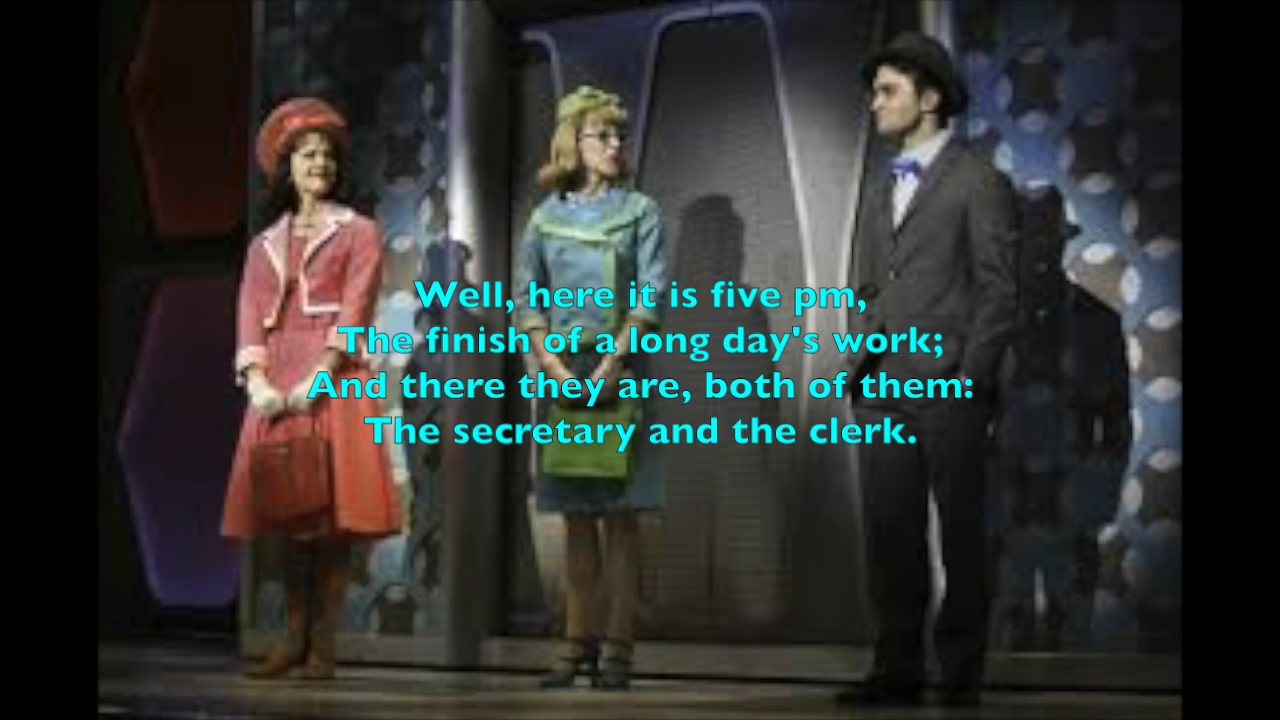 Well, here it is five pm,
The finish of a long day's work;
And there they are, both of them:
The secretary and the clerk.